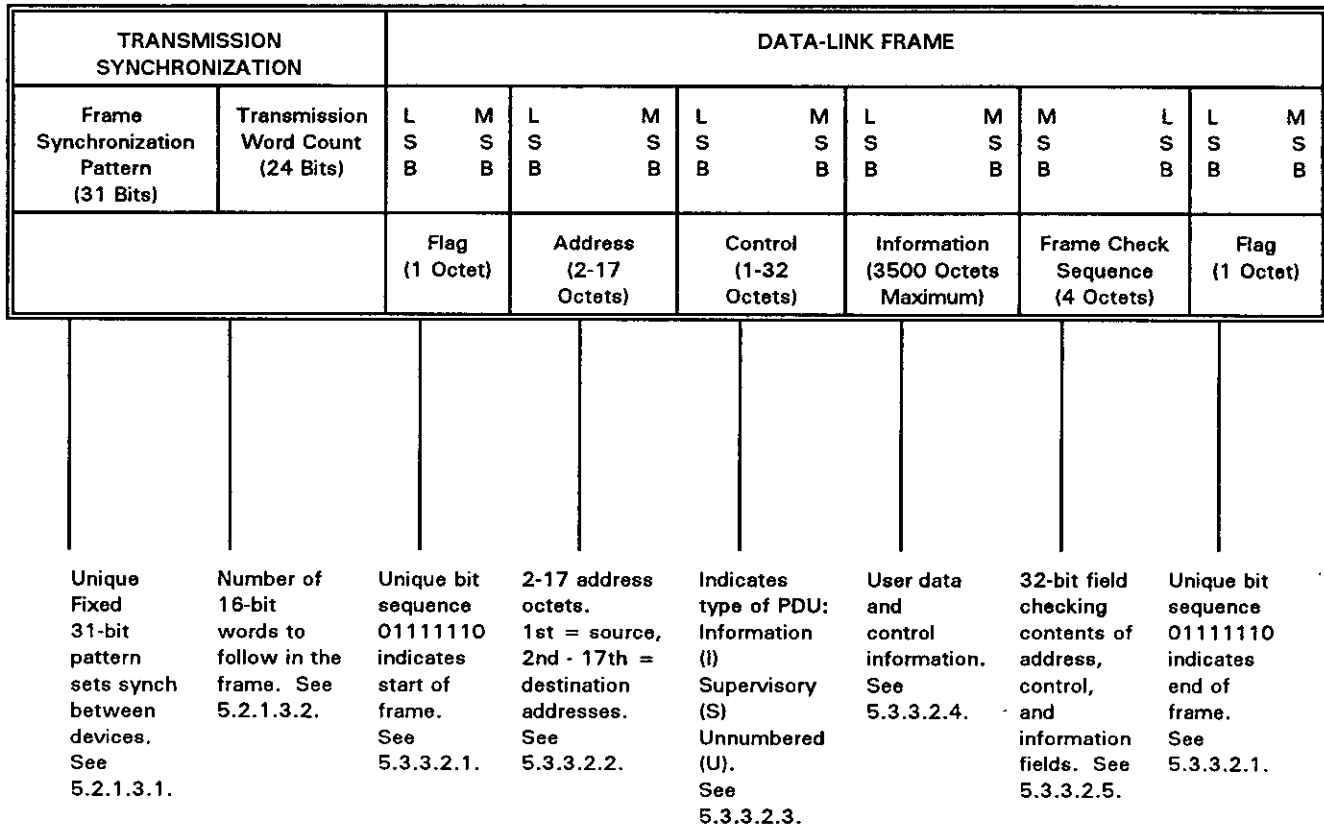 TRANSMISSION
SYNCHRONIZATION
DATA-LINK FRAME
Frame
Synchronization
Pattern
(31 Bits)
Transmission
Word Count
(24 Bits)
L M
S S
B B
L M
S S
B B
L M
S S
B B
L M
S S
B B
M L
S S
B B
L M
S S
B B
Flag
(1 Octet)
Address
(2-17
Octets)
Control
(1-32
Octets)
Information
(3500 Octets
Maximum)
Frame Check
Sequence
(4 Octets)
Flag
(1 Octet)
Unique
Fixed
31-bit
pattern
sets synch
between
devices.
See
5.2.1.3.1.
Number of
16-bit
words to
follow in the
frame. See
5.2.1.3.2.
Unique bit
sequence
01111110
indicates
start of
frame.
See
5.3.3.2.1.
2-17 address
octets.
1st = source,
2nd - 17th =
destination
addresses.
See
5.3.3.2.2.
Indicates
type of PDU:
Information
(I)
Supervisory
(S)
Unnumbered
(U).
See
5.3.3.2.3.
User data
and
control
information.
See
5.3.3.2.4.
32-bit field
checking
contents of
address,
control,
and
information
fields. See
5.3.3.2.5.
Unique bit
sequence
01111110
indicates
end of
frame.
See
5.3.3.2.1.